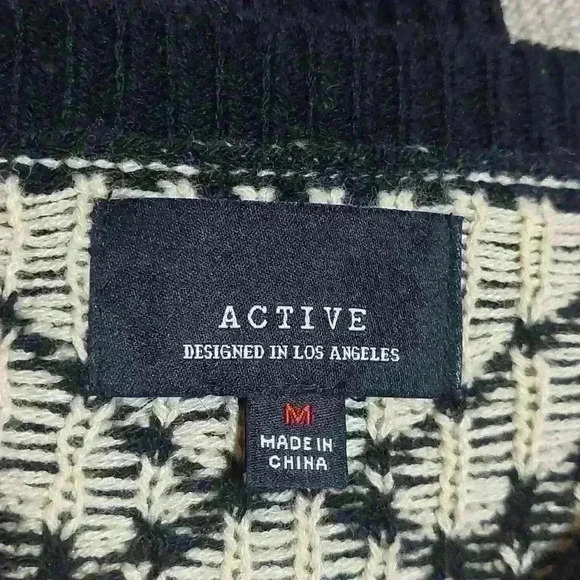 ACTIVE
DESIGNED IN LOS ANGELES
M
MADE IN
CHINA